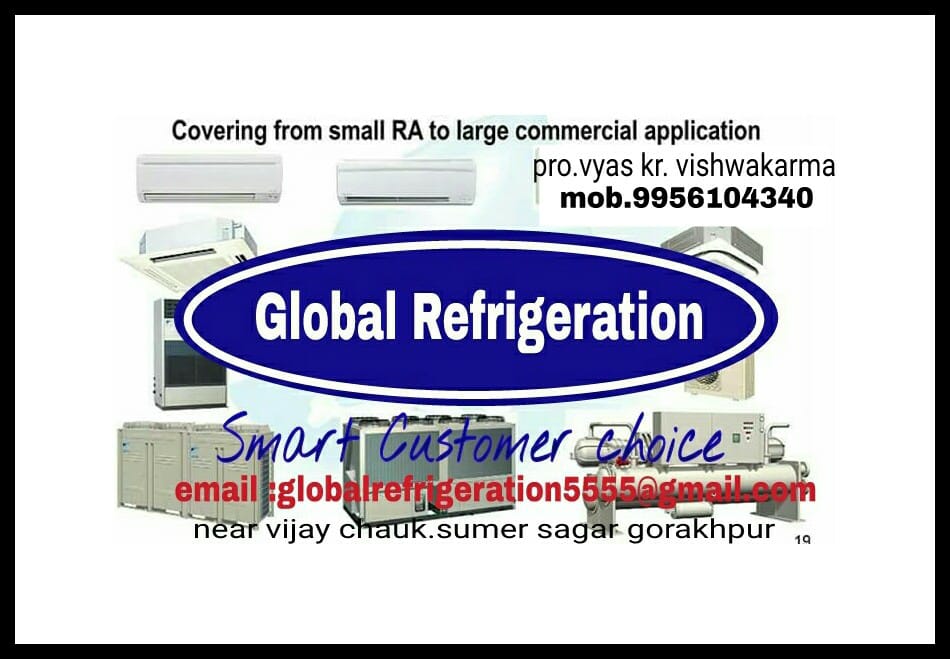 Covering from small RA to large commercial application
pro.vyas kr. vishwakarma
mob.9956104340
Global Refrigeration
Smart Customer choice
email :globalrefrigeration5555@gmail.com
near vijay chauk.sumer sagar gorakhpur
19